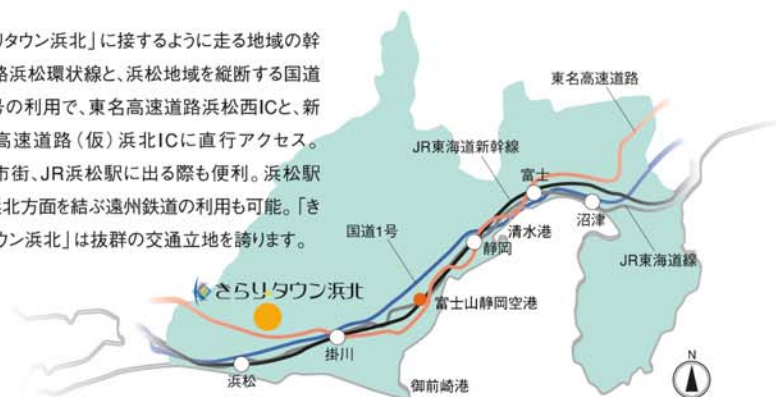 リタウン浜北」に接するように走る地域の幹
路浜松環状線と、浜松地域を縦断する国道
号の利用で、東名高速道路浜松西ICと、新
高速道路（仮）浜北ICに直行アクセス。
市街、JR浜松駅に出る際も便利。浜松駅
浜北方面を結ぶ遠州鉄道の利用も可能。「き
ウン浜北」は抜群の交通立地を誇ります。
東名高速道路
JR東海道新幹線
富士
沼津
清水港
静岡
JR東海道線
国道1号
富士山静岡空港
きらりタウン浜北
掛川
浜松
御前崎港
N